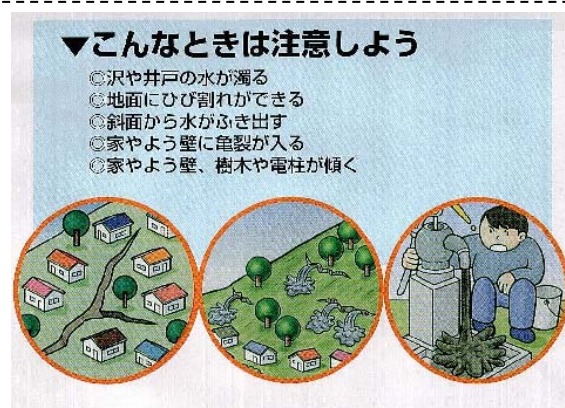 ▼こんなときは注意しよう
◎沢や井戸の水が濁る
◎地面にひび割れができる
◎斜面から水がふき出す
◎家やよう壁に亀裂が入る
◎家やよう壁、樹木や電柱が傾く